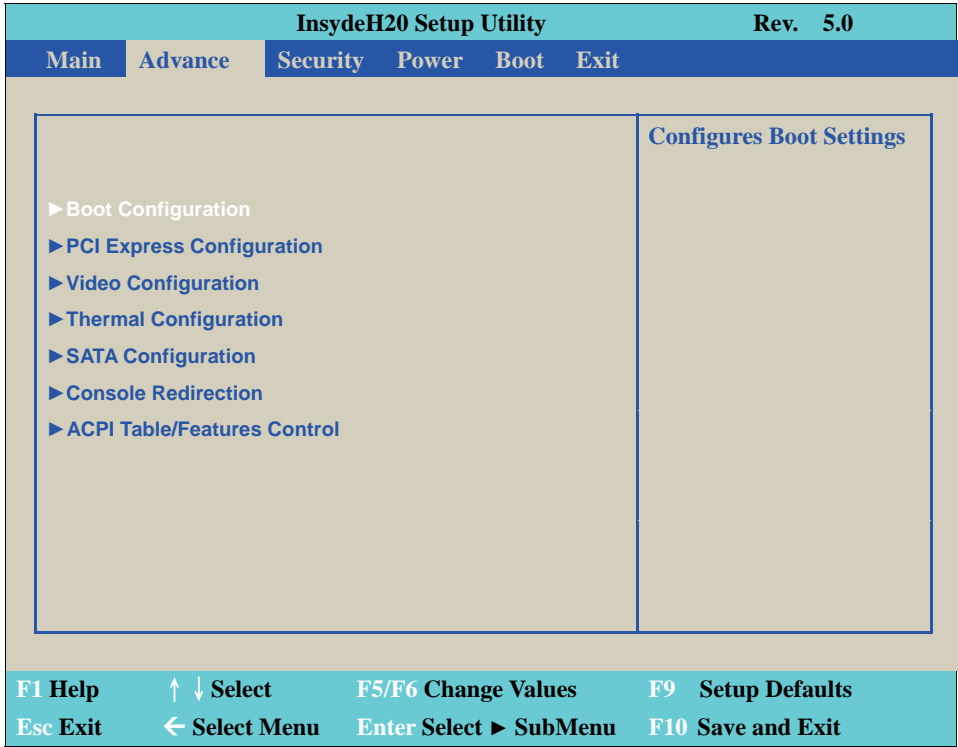 InsydeH20 Setup Utility Rev. 5.0
Main Advance Security Power Boot Exit
Configures Boot Settings
►Boot Configuration
►PCI Express Configuration
►Video Configuration
►Thermal Configuration
►SATA Configuration
►Console Redirection
►ACPI Table/Features Control
F1 Help ↑↓ Select F5/F6 Change Values F9 Setup Defaults
Esc Exit ← Select Menu Enter Select ► SubMenu F10 Save and Exit